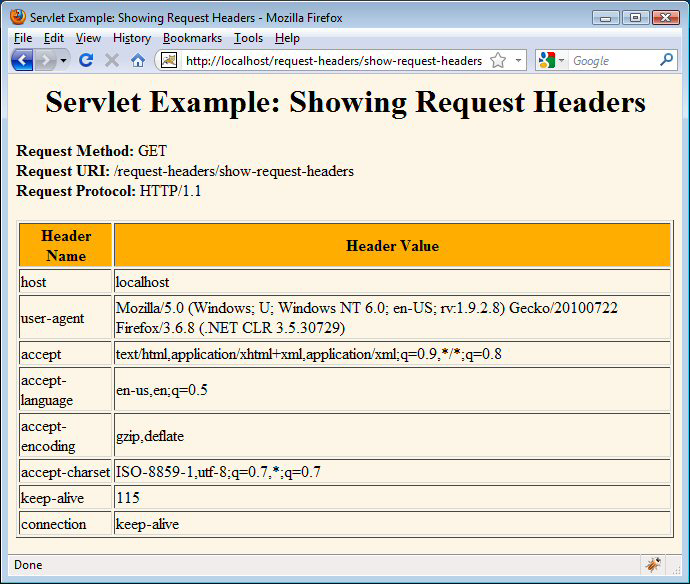 Servlet Example: Showing Request Headers - Mozilla Firefox
File Edit View History Bookmarks Tools Help
http://localhost/request-headers/show-request-headers Google
Servlet Example: Showing Request Headers
Request Method: GET
Request URI: /request-headers/show-request-headers
Request Protocol: HTTP/1.1
Header
Name
Header Value
host localhost
user-agent
Mozilla/5.0 (Windows; U; Windows NT 6.0; en-US; rv:1.9.2.8) Gecko/20100722
Firefox/3.6.8 (.NET CLR 3.5.30729)
accept text/html,application/xhtml+xml,application/xml;q=0.9,*/*;q=0.8
accept-
language
en-us,en;q=0.5
accept-
encoding
gzip,deflate
accept-charset ISO-8859-1,utf-8;q=0.7,*;q=0.7
keep-alive 115
connection keep-alive
Done